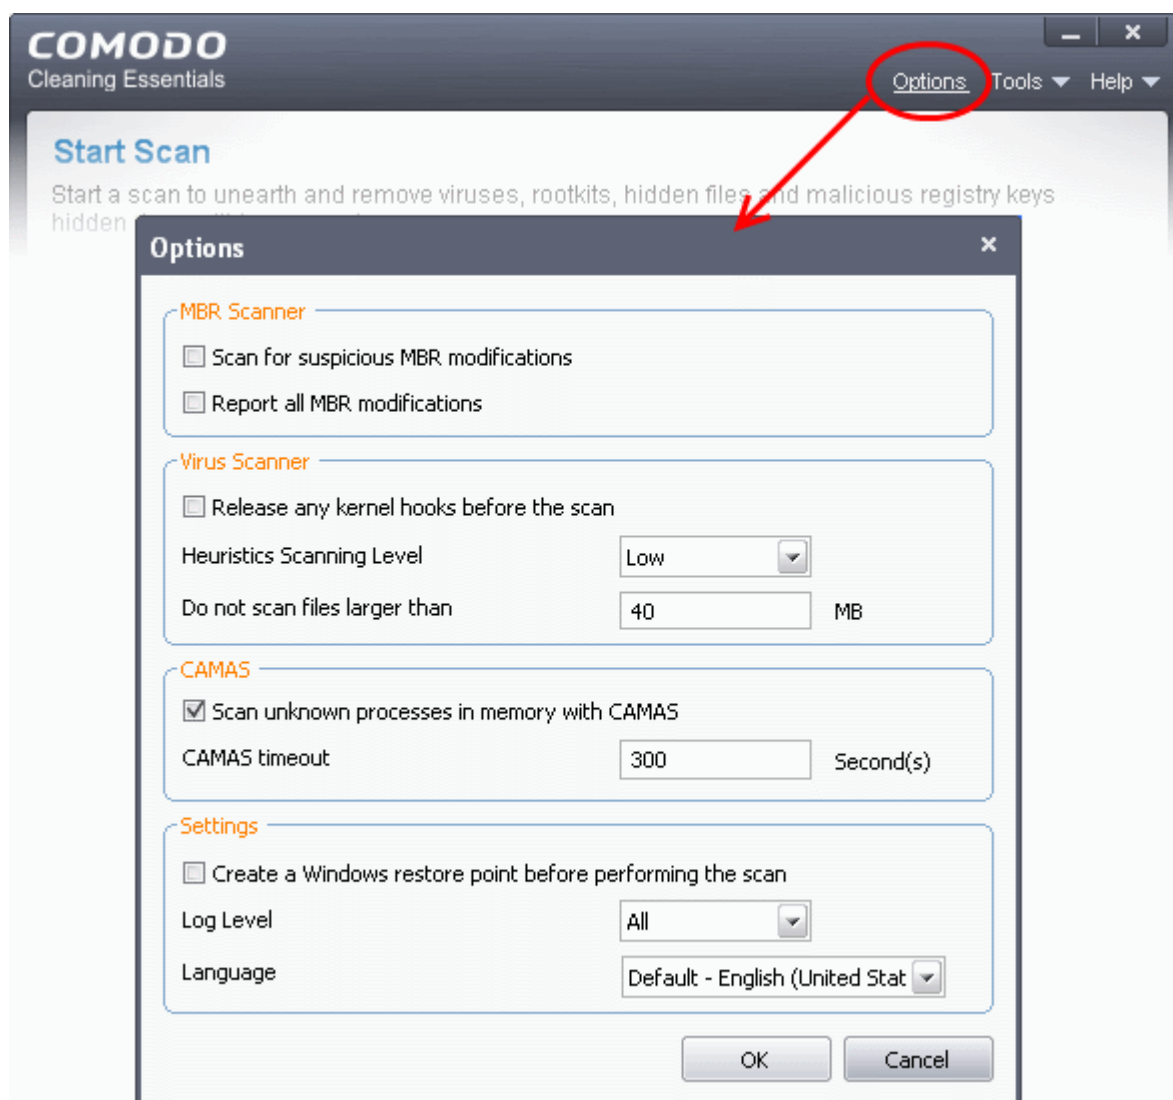 COMODO
Cleaning Essentials
Options Tools Help
Start Scan
Start a scan to unearth and remove viruses, rootkits, hidden files and malicious registry keys
hidden
Options
MBR Scanner
Scan for suspicious MBR modifications
Report all MBR modifications
Virus Scanner
Release any kernel hooks before the scan
Heuristics Scanning Level Low
Do not scan files larger than 40 MB
CAMAS
Scan unknown processes in memory with CAMAS
CAMAS timeout 300 Second(s)
Settings
Create a Windows restore point before performing the scan
Log Level All
Language Default - English (United Stat
OK Cancel